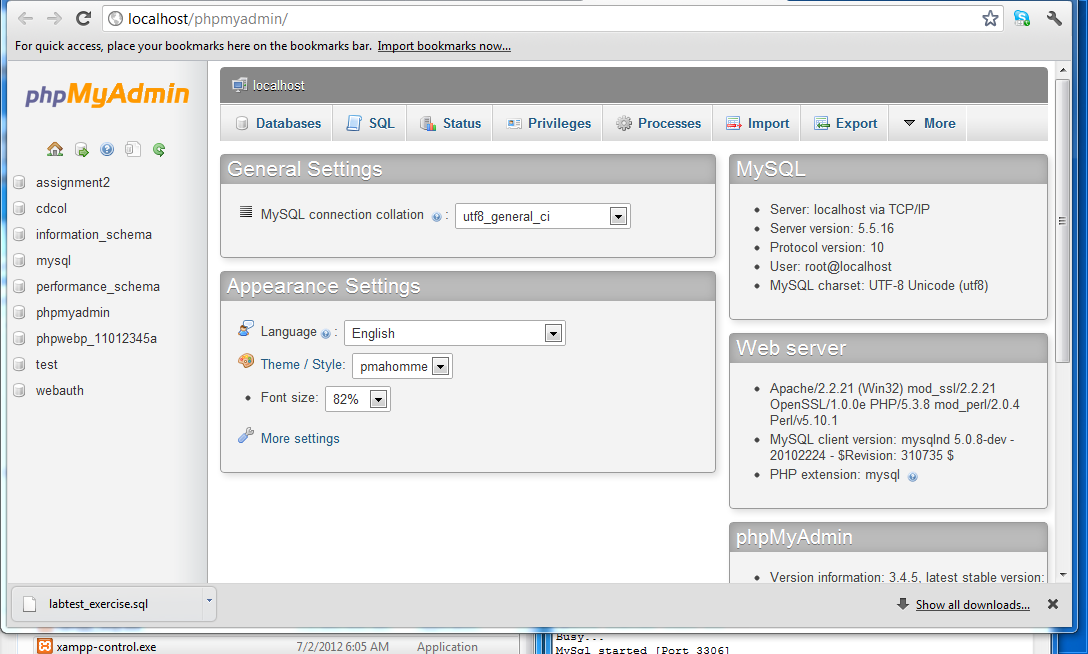 localhost/phpmyadmin/
For quick access, place your bookmarks here on the bookmarks bar. Import bookmarks now...
phpMyAdmin
assignment2
cdcol
information_schema
mysql
performance_schema
phpmyadmin
phpwebp_11012345a
test
webauth
localhost
Databases SQL Status Privileges Processes Import Export More
General Settings
MySQL connection collation : utf8_general_ci
Appearance Settings
Language : English
Theme / Style: pmahomme
Font size: 82%
More settings
MySQL
Server: localhost via TCP/IP
Server version: 5.5.16
Protocol version: 10
User: root@localhost
MySQL charset: UTF-8 Unicode (utf8)
Web server
Apache/2.2.21 (Win32) mod_ssl/2.2.21
OpenSSL/1.0.0e PHP/5.3.8 mod_perl/2.0.4
Perl/v5.10.1
MySQL client version: mysqlnd 5.0.8-dev -
20102224 - $Revision: 310735 $
PHP extension: mysql
phpMyAdmin
Version information: 3.4.5, latest stable version:
labtest_exercise.sql
Show all downloads...
xampp-control.exe 7/2/2012 6:05 AM Application
Busy...
MySql started [Port 3306]